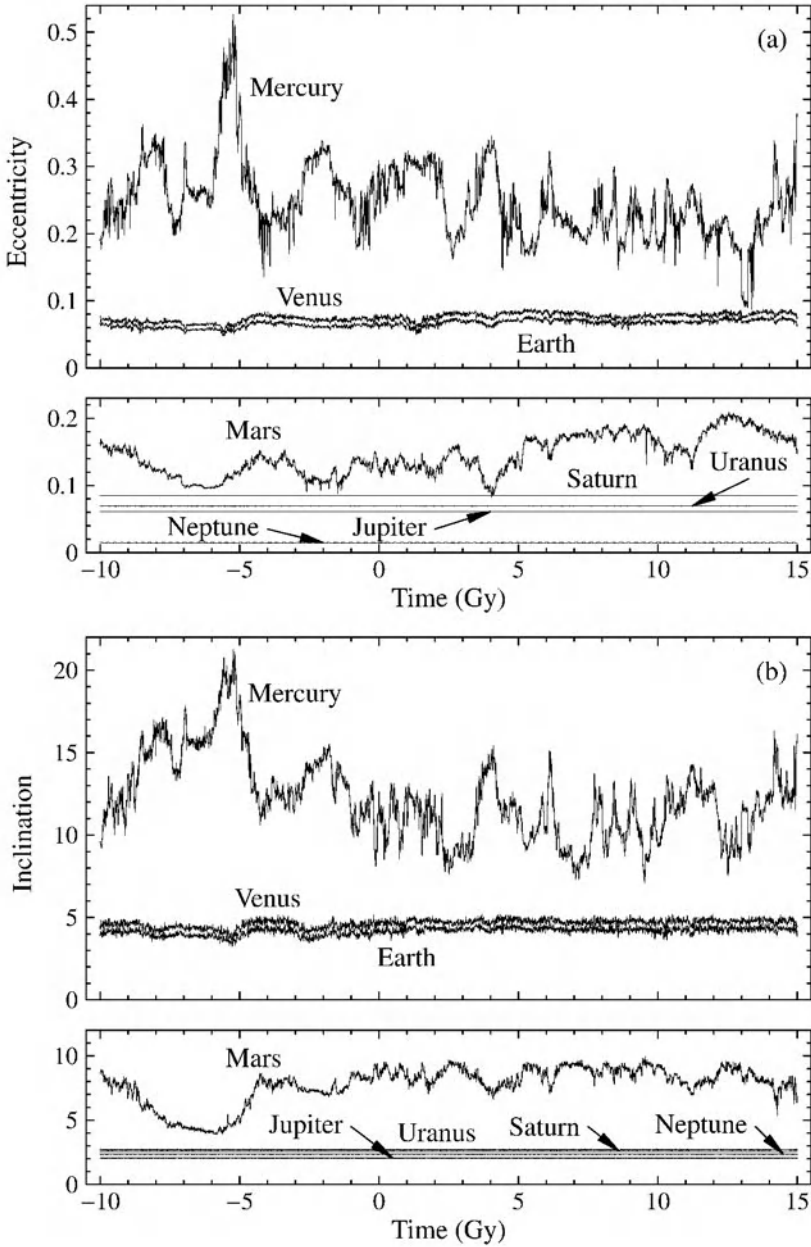 0.5
(a)
Mercury
0.4
Eccentricity
0.3
0.2
Venus
0.1
Earth
0
0.2
Mars
Saturn
Uranus
0.1
Neptune
Jupiter
0
−10 −5 0 5 10 15
Time (Gy)
20
(b)
Mercury
15
Inclination
10
Venus
5
Earth
0
10
Mars
Jupiter
Uranus
Saturn
Neptune
5
0
−10 −5 0 5 10 15
Time (Gy)